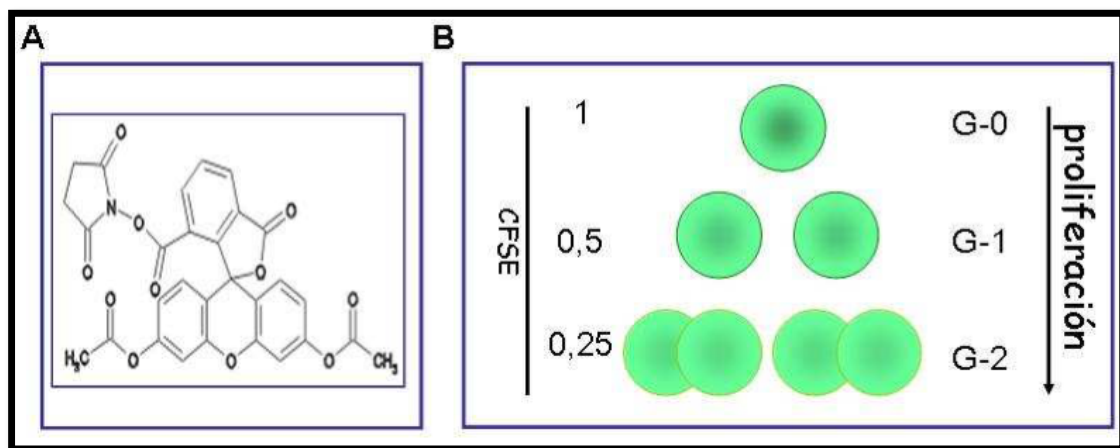 A
B
O
O
N
O
O
O
O
O
O
O
H₃C
O
O
O
CH₃
CFSE
1
0,5
0,25
G-0
G-1
G-2
proliferación